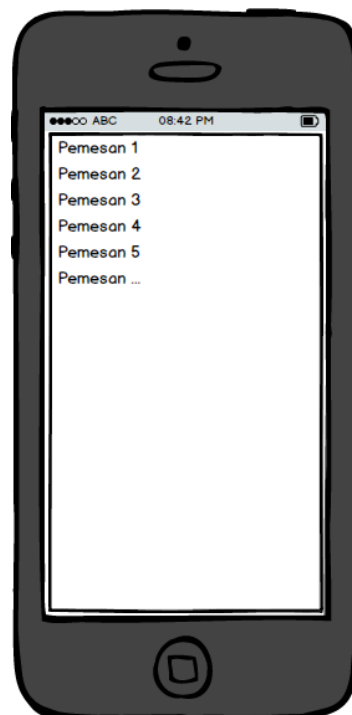 ABC 08:42 PM
Pemesan 1
Pemesan 2
Pemesan 3
Pemesan 4
Pemesan 5
Pemesan ...